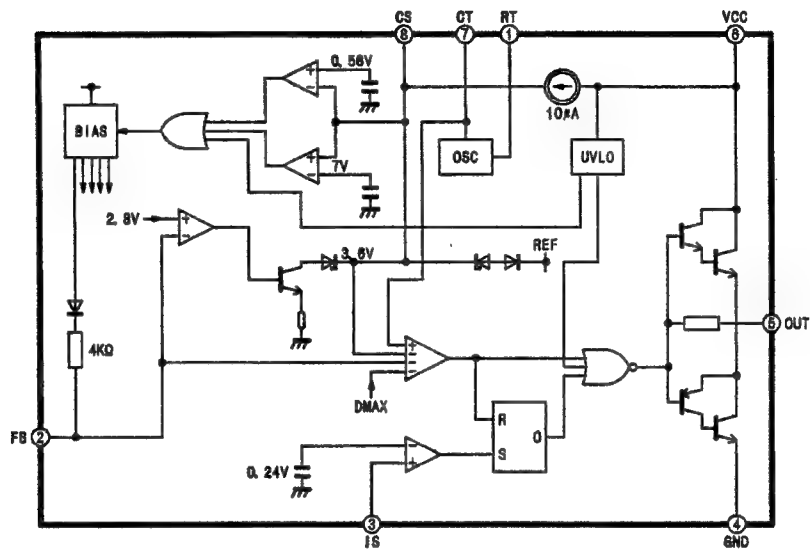 CS CT RT VCC
8 7 1 6
0. 56V
10μA
BIAS
7V
OSC UVLO
2. 8V
+
−
3. 6V
REF
4KΩ
5 OUT
DMAX
R
S
Q
FB 2
0. 24V
3 4
IS GND